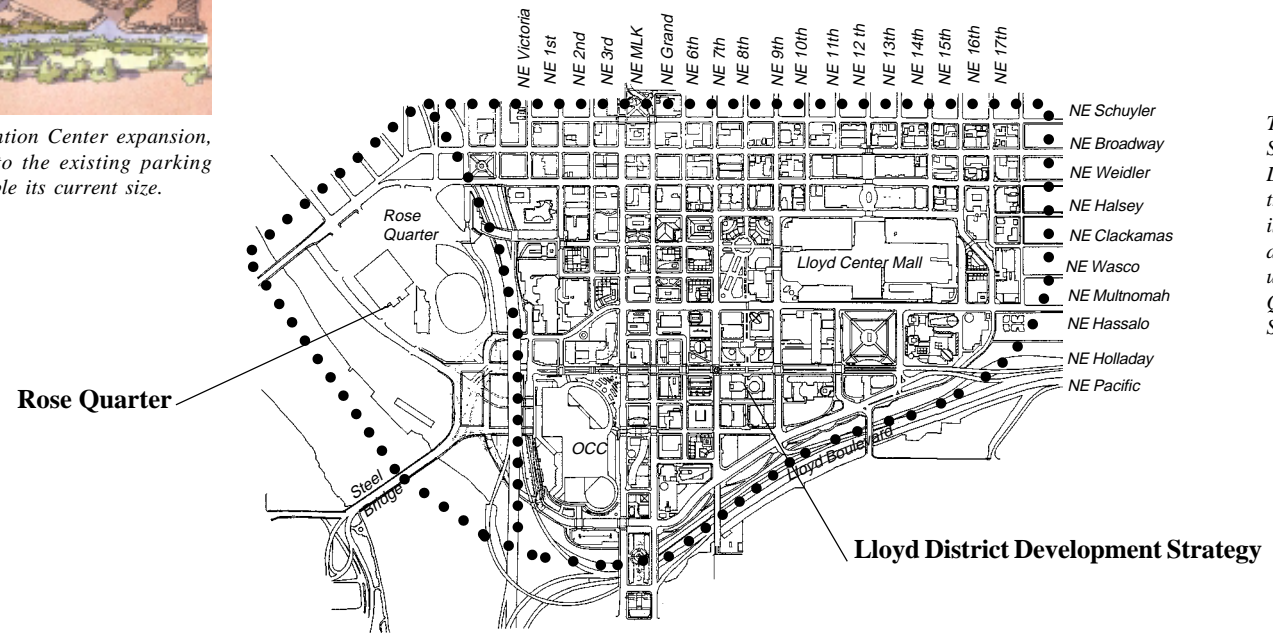 ntion Center expansion,
to the existing parking
ble its current size.
NE Victoria
NE 1st
NE 2nd
NE 3rd
NE MLK
NE Grand
NE 6th
NE 7th
NE 8th
NE 9th
NE 10th
NE 11th
NE 12 th
NE 13th
NE 14th
NE 15th
NE 16th
NE 17th
NE Schuyler
NE Broadway
NE Weidler
NE Halsey
NE Clackamas
NE Wasco
NE Multnomah
NE Hassalo
NE Holladay
NE Pacific
Rose
Quarter
Lloyd Center Mall
Rose Quarter
OCC
Steel
Bridge
Lloyd Boulevard
Lloyd District Development Strategy